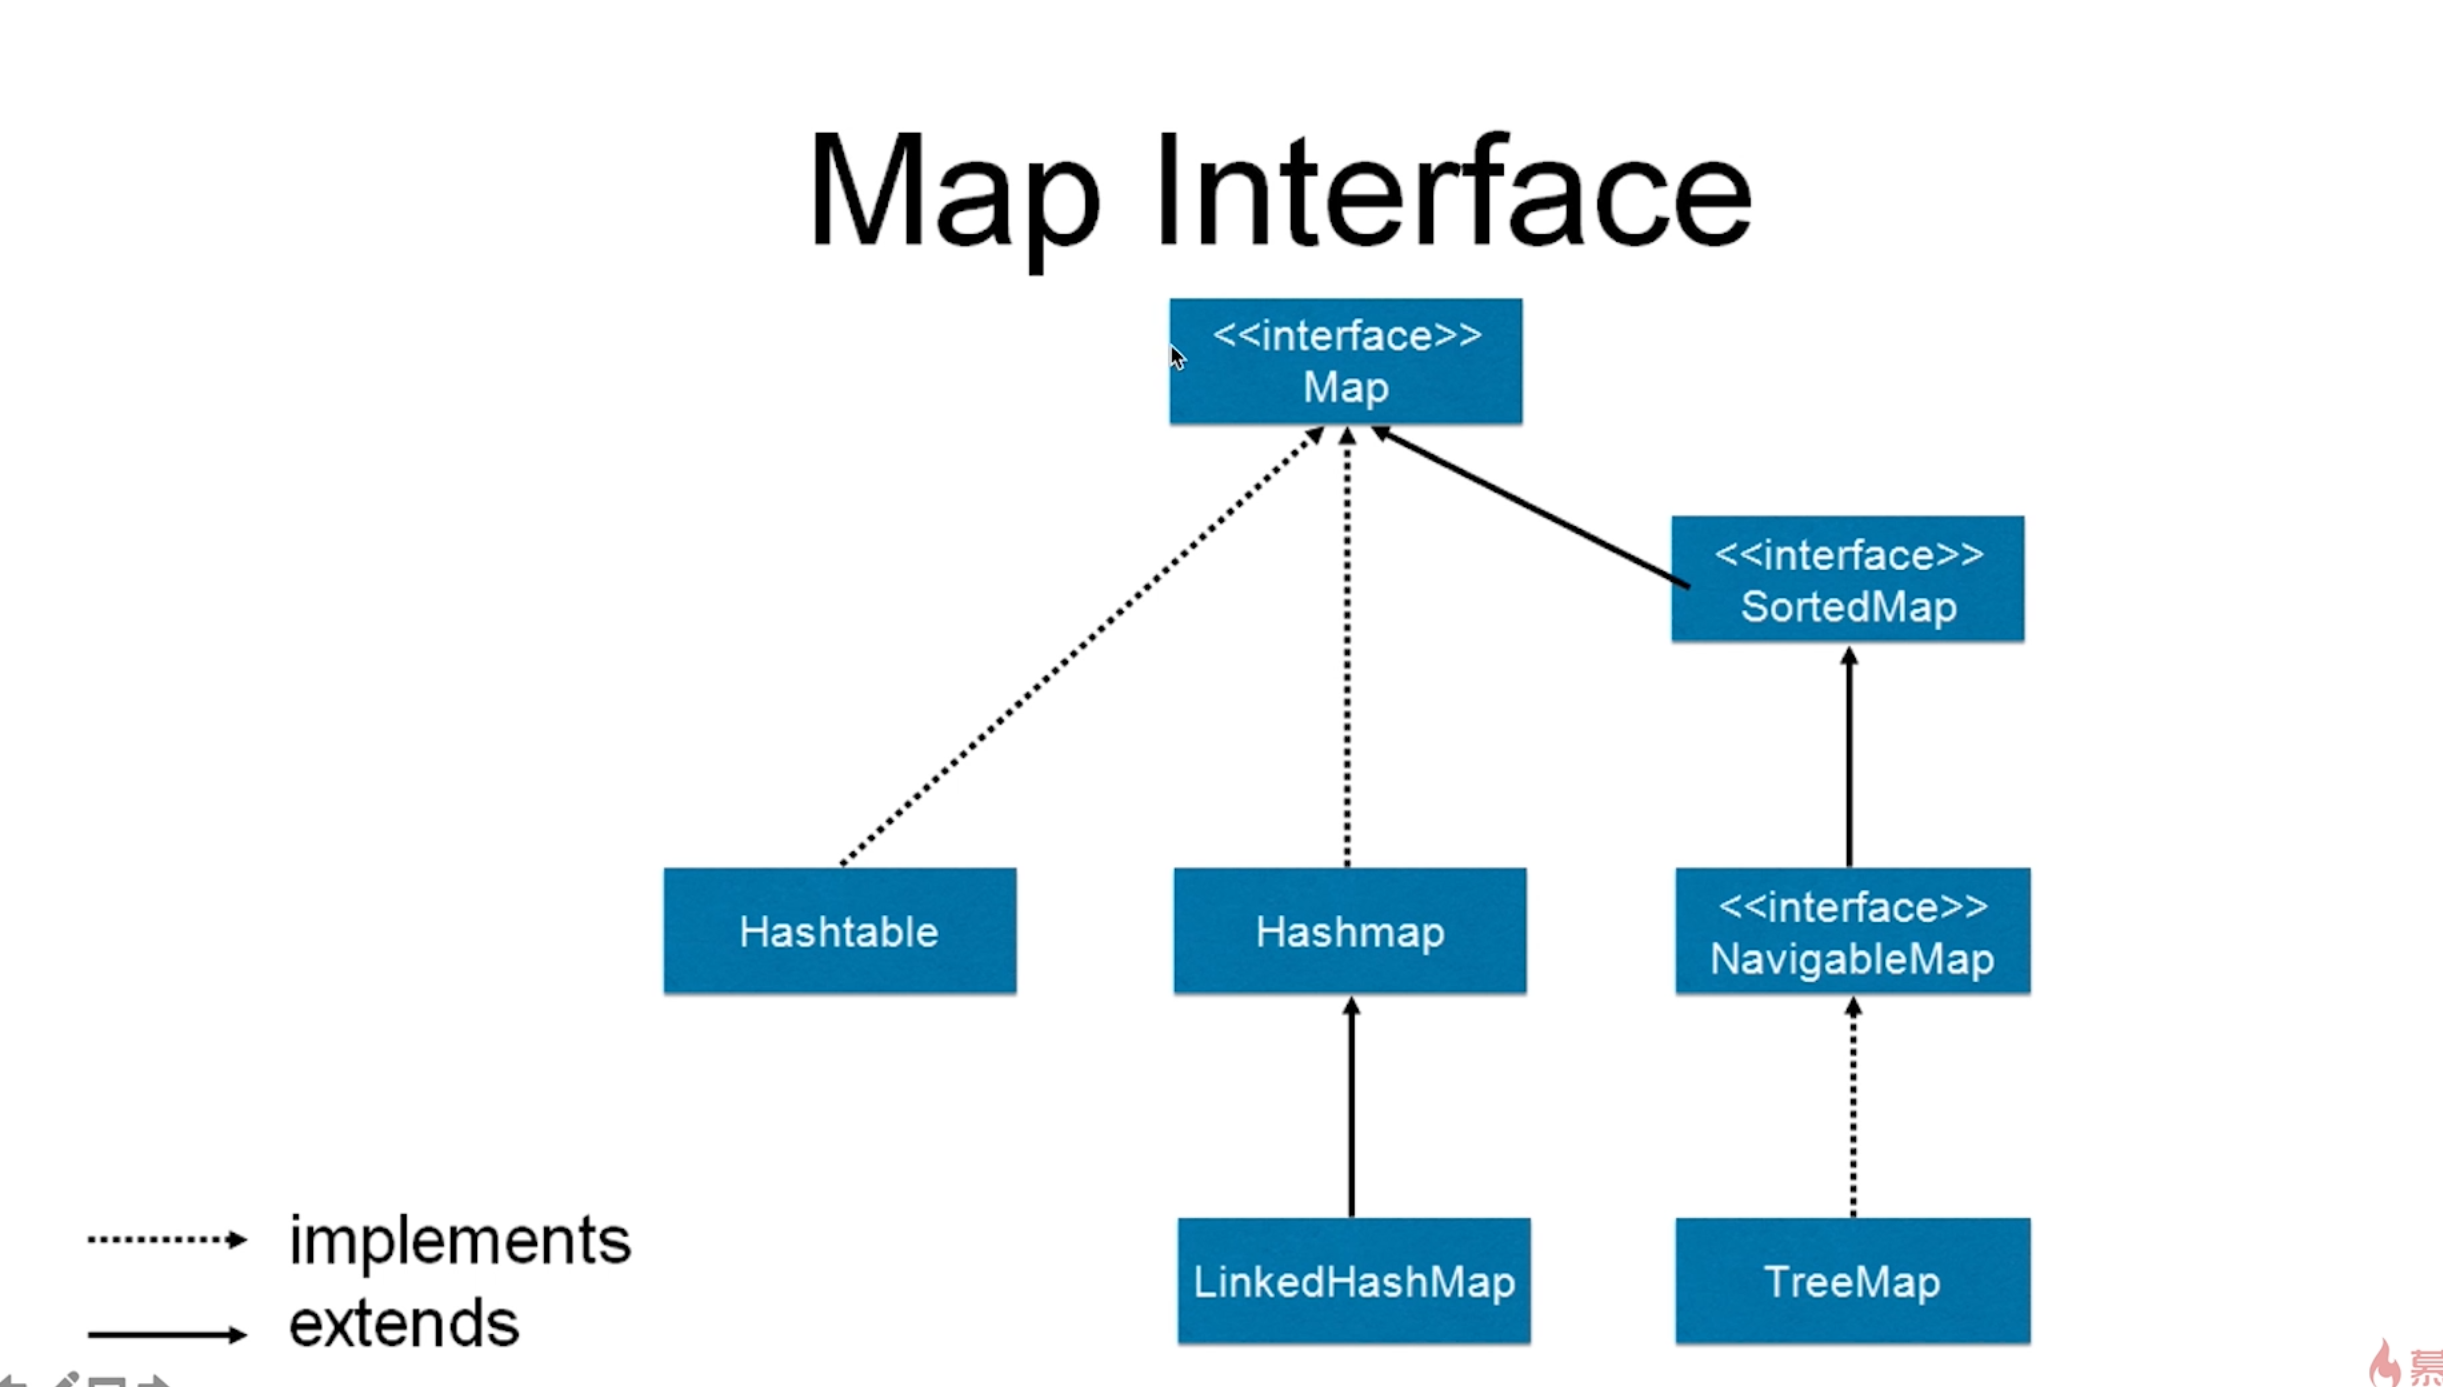 Map Interface
<<interface>>
Map
<<interface>>
SortedMap
Hashtable
Hashmap
<<interface>>
NavigableMap
LinkedHashMap
TreeMap
implements
extends